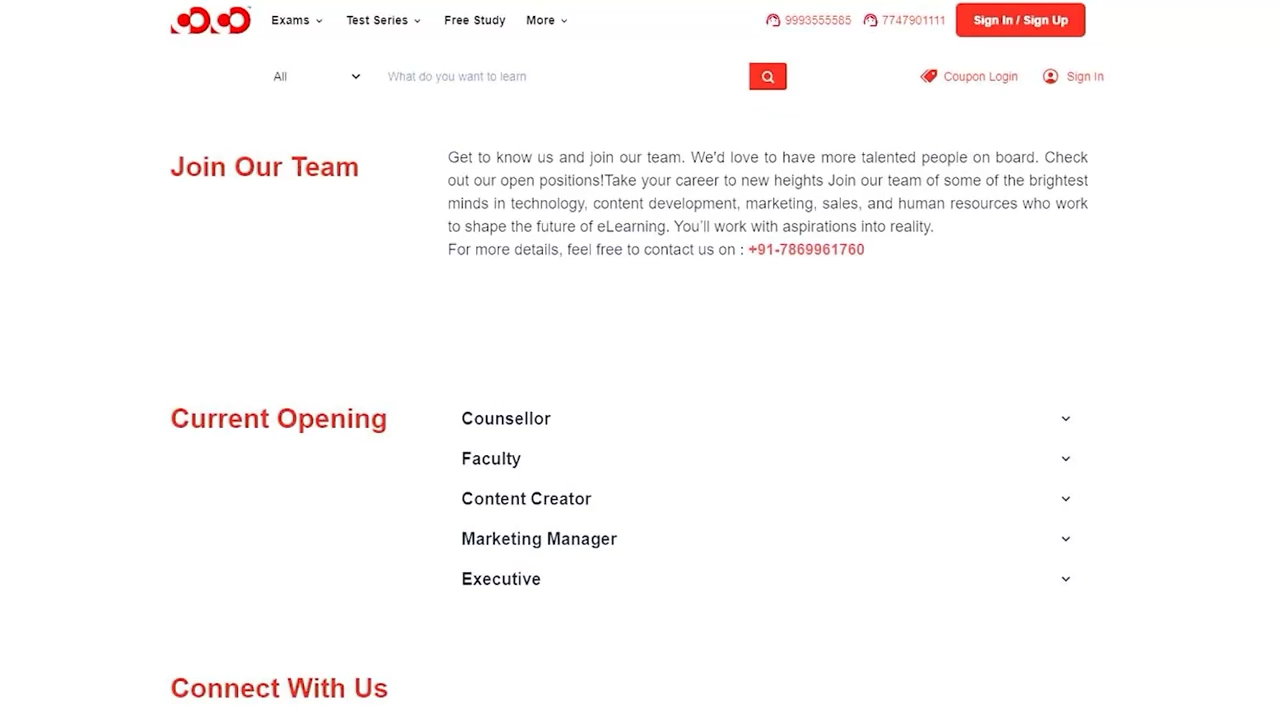 Exams
Test Series
Free Study
More
9993555585
7747901111
Sign In / Sign Up
All
What do you want to learn
Coupon Login
Sign In
Join Our Team
Get to know us and join our team. We'd love to have more talented people on board. Check
out our open positions!Take your career to new heights Join our team of some of the brightest
minds in technology, content development, marketing, sales, and human resources who work
to shape the future of eLearning. You'll work with aspirations into reality.
For more details, feel free to contact us on : +91-7869961760
Current Opening
Counsellor
Faculty
Content Creator
Marketing Manager
Executive
Connect With Us